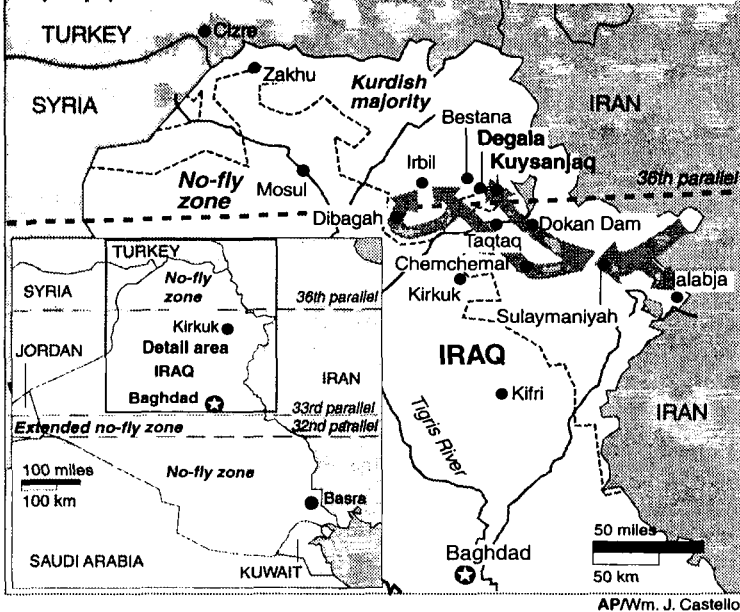 TURKEY
Cizre
SYRIA
Zakhu
Kurdish
majority
IRAN
Bestana
Degala
Kuysanjaq
Irbil
36th parallel
No-fly
zone
Mosul
Dibagah
Taqtaq
Dokan Dam
Chemchemal
Kirkuk
Halabja
Sulaymaniyah
IRAQ
Kifri
Tigris River
IRAN
Baghdad
50 miles
50 km
TURKEY
No-fly
zone
SYRIA
36th parallel
Kirkuk
Detail area
JORDAN
IRAQ
IRAN
Baghdad
33rd parallel
Extended no-fly zone
32nd parallel
No-fly zone
100 miles
100 km
Basra
SAUDI ARABIA
KUWAIT
AP/Wm. J. Castello